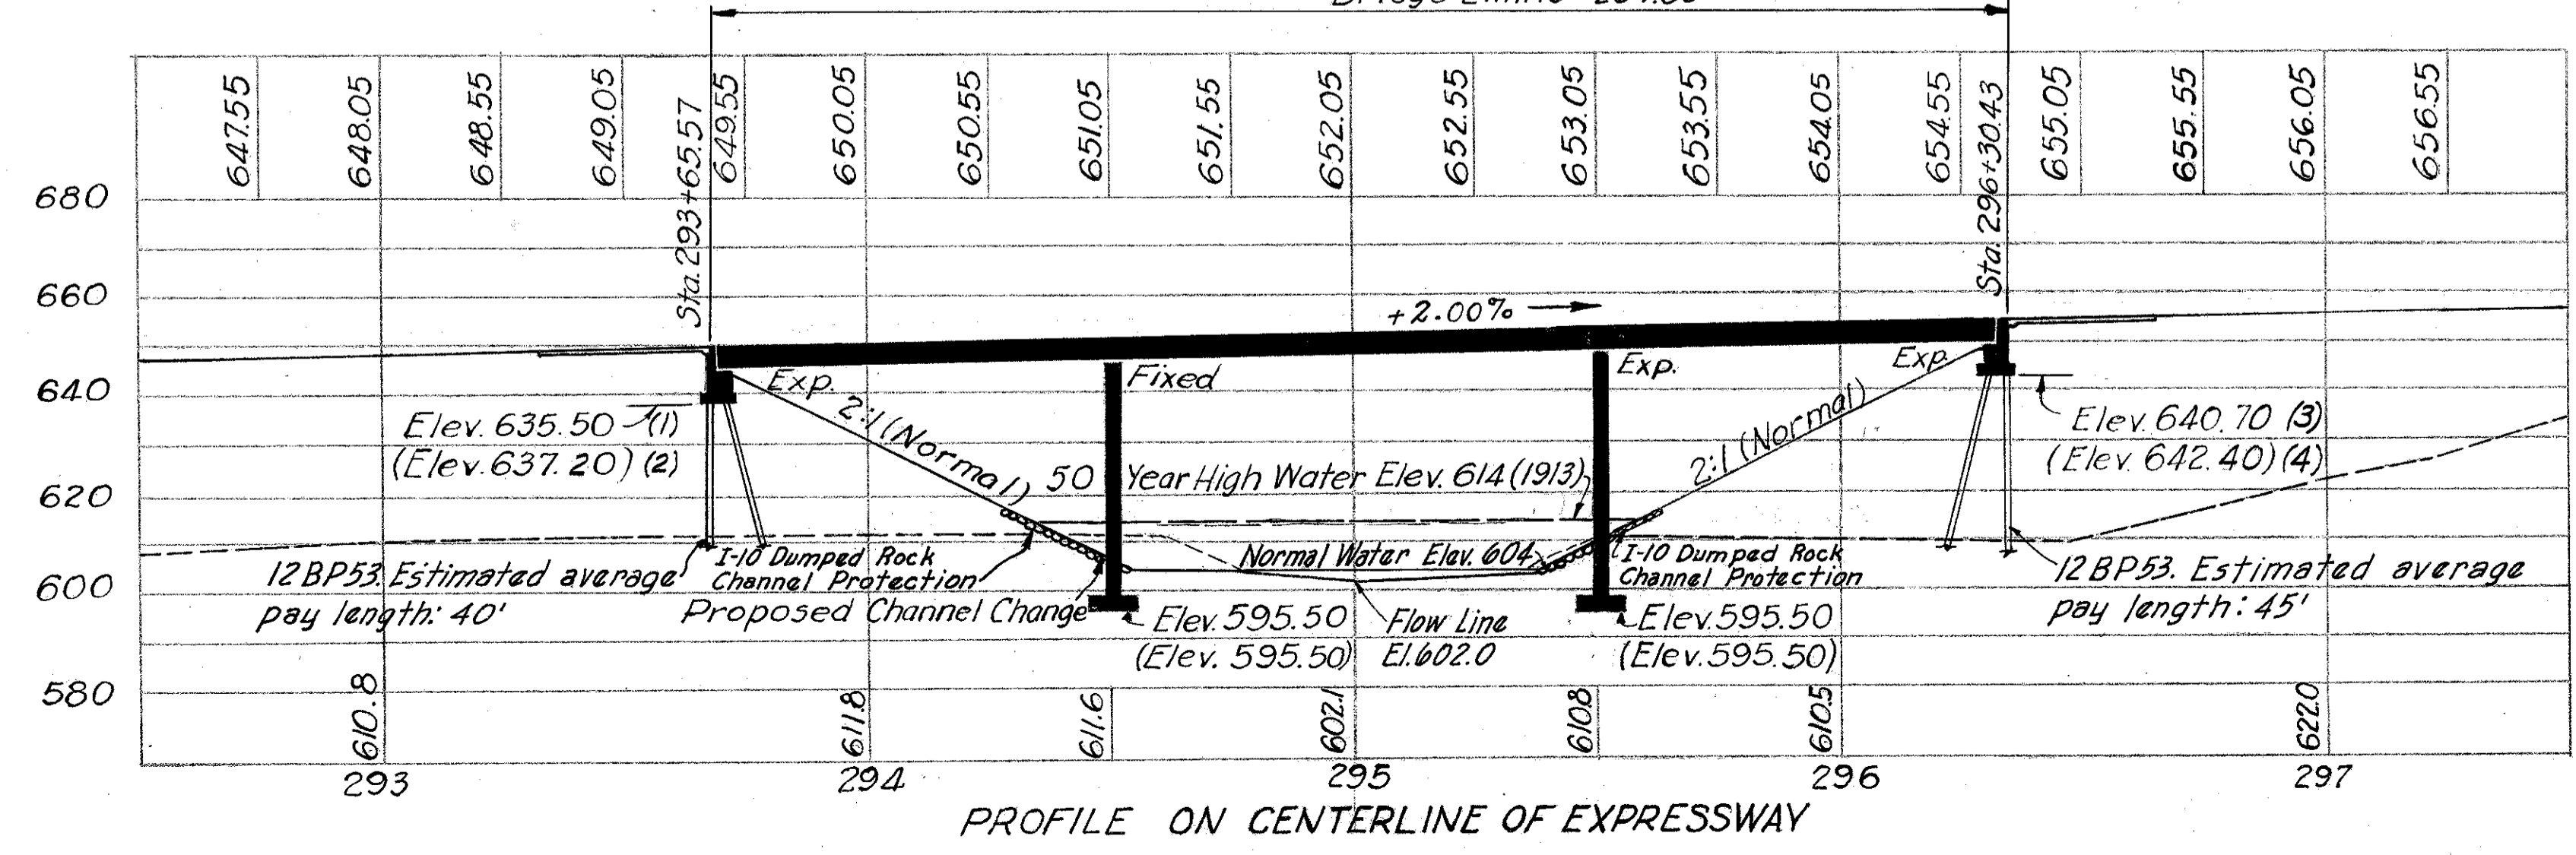 647.55
648.05
648.55
649.05
Sta. 293+65.57
649.55
650.05
650.55
651.05
651.55
652.05
652.55
653.05
653.55
654.05
654.55
Sta. 296+30.43
655.05
655.55
656.05
656.55
680
660
640
620
600
580
+2.00%
Exp.
Fixed
Exp.
Exp.
2:1 (Normal)
2:1 (Normal)
Elev. 635.50 (1)
(Elev. 637.20) (2)
Elev. 640.70 (3)
(Elev. 642.40) (4)
50 Year High Water Elev. 614 (1913)
Normal Water Elev. 604
I-10 Dumped Rock
Channel Protection
Proposed Channel Change
I-10 Dumped Rock
Channel Protection
12 BP53. Estimated average
pay length: 40'
12 BP53. Estimated average
pay length: 45'
Elev. 595.50
(Elev. 595.50)
Flow Line
El. 602.0
Elev. 595.50
(Elev. 595.50)
610.8
611.8
611.6
602.1
610.8
610.5
622.0
293
294
295
296
297
PROFILE ON CENTERLINE OF EXPRESSWAY